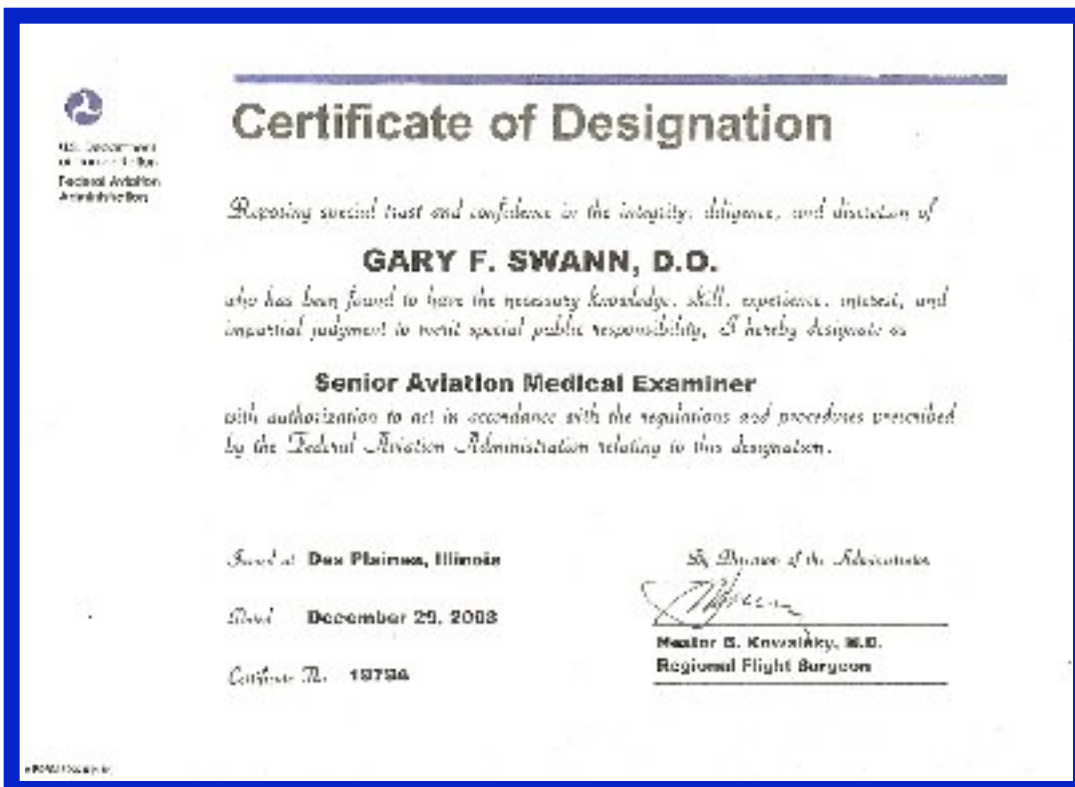 U.S. Department
of Transportation
Federal Aviation
Administration
Certificate of Designation
Reposing special trust and confidence in the integrity, diligence, and discretion of
GARY F. SWANN, D.O.
who has been found to have the necessary knowledge, skill, experience, interest, and
impartial judgment to merit special public responsibility, I hereby designate as
Senior Aviation Medical Examiner
with authorization to act in accordance with the regulations and procedures prescribed
by the Federal Aviation Administration relating to this designation.
Issued at Des Plaines, Illinois
By Direction of the Administrator
Dated December 29, 2003
Certificate No.
M.D.
Regional Flight Surgeon